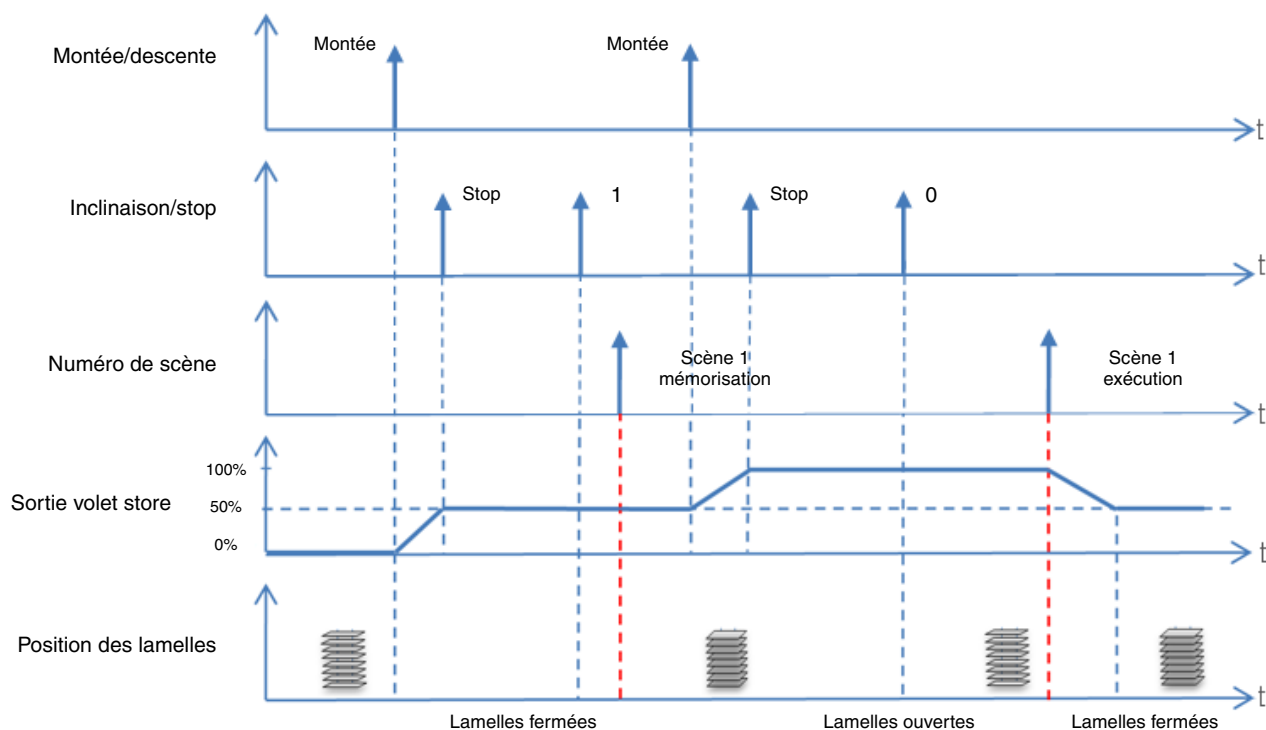 Montée/descente
Montée
Montée
t
Inclinaison/stop
Stop
1
Stop
0
t
Numéro de scène
Scène 1
mémorisation
Scène 1
exécution
t
Sortie volet store
100%
50%
0%
t
Position des lamelles
t
Lamelles fermées
Lamelles ouvertes
Lamelles fermées